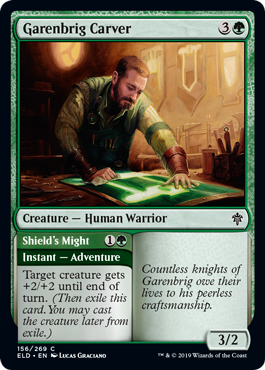 Garenbrig Carver 3
Creature — Human Warrior
Shield's Might 1
Instant — Adventure
Target creature gets
+2/+2 until end of
turn. (Then exile this
card. You may cast
the creature later from
exile.)
Countless knights of
Garenbrig owe their
lives to his peerless
craftsmanship.
3/2
156/269 C
ELD • EN Lucas Graciano
™ & © 2019 Wizards of the Coast